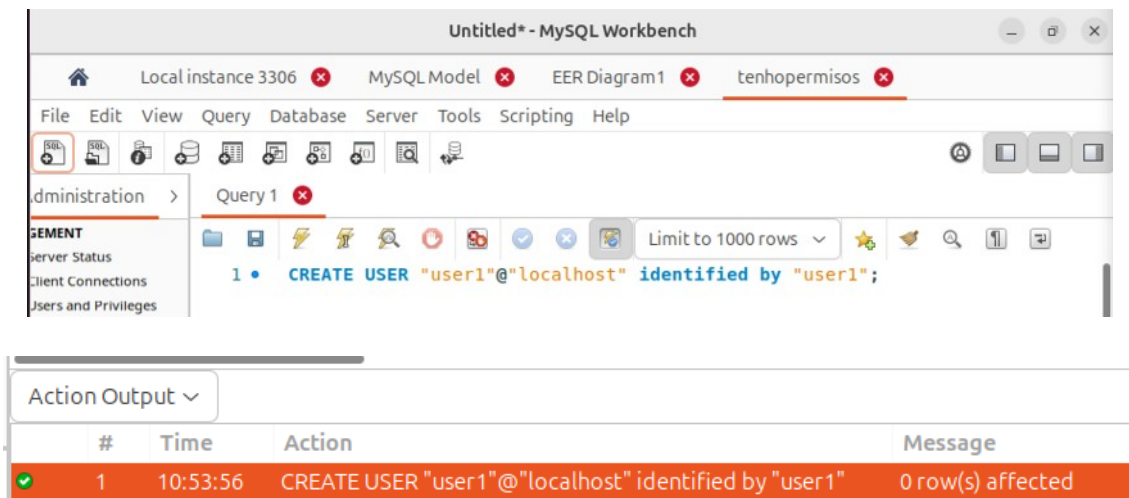 Untitled* - MySQL Workbench
Local instance 3306 MySQL Model EER Diagram1 tenhopermisos
File Edit View Query Database Server Tools Scripting Help
dministration > Query 1
GEMENT
Server Status
Client Connections
Users and Privileges
Limit to 1000 rows
1 CREATE USER "user1"@"localhost" identified by "user1";
Action Output
# Time Action Message
1 10:53:56 CREATE USER "user1"@"localhost" identified by "user1" 0 row(s) affected